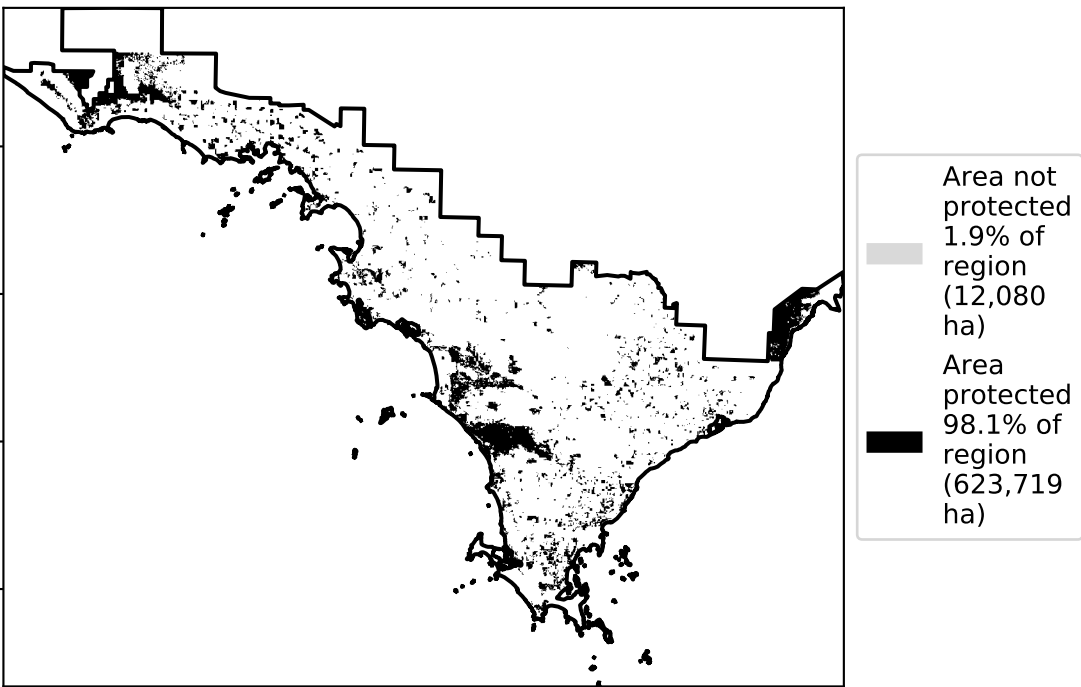 Area not
protected
1.9% of
region
(12,080
ha)
Area
protected
98.1% of
region
(623,719
ha)